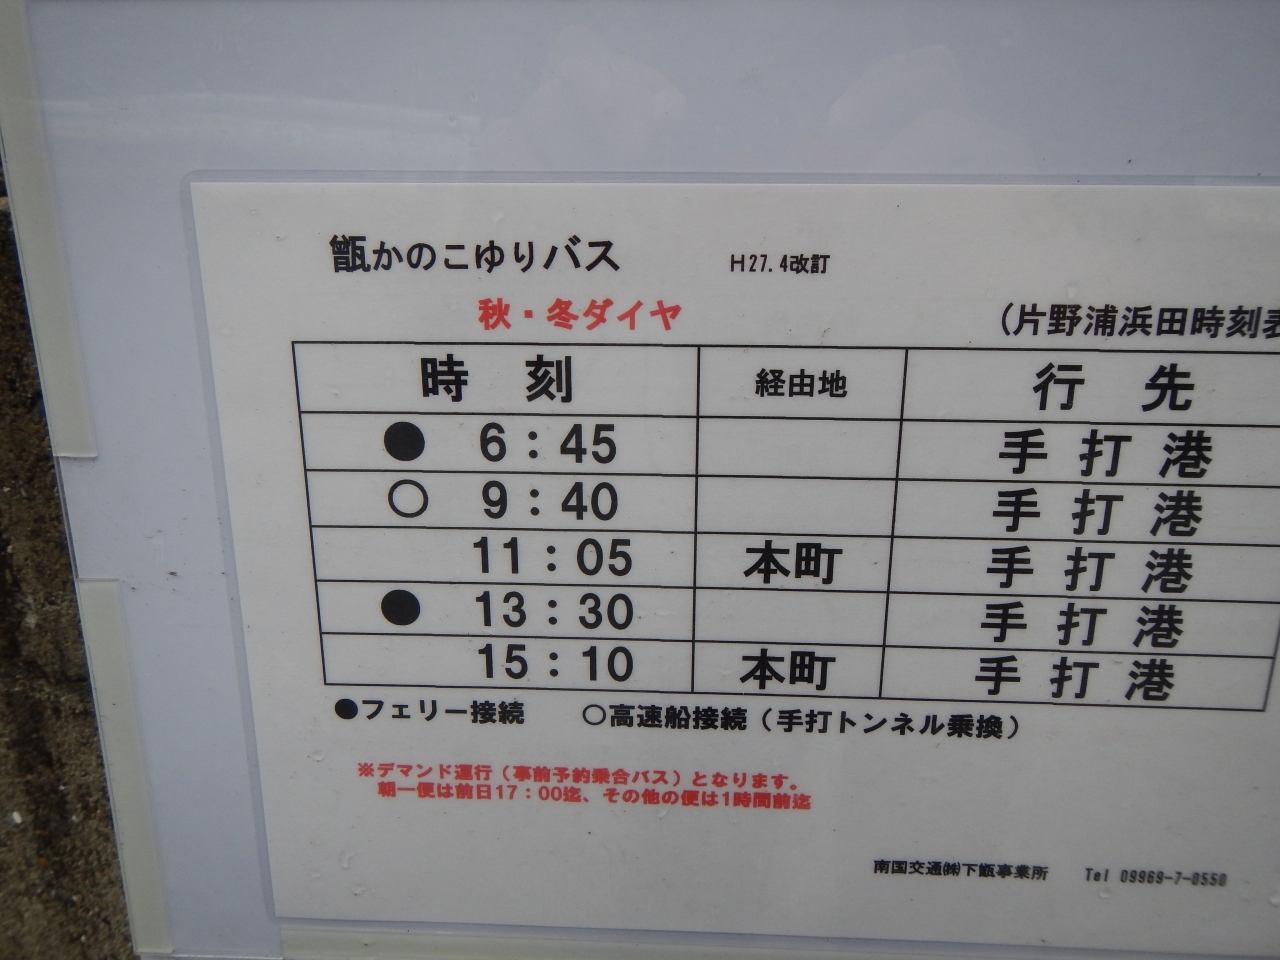 甑かのこゆりバス H27.4改訂
秋・冬ダイヤ (片野浦浜田時刻表
時 刻 経由地 行 先
● 6：45 手 打 港
○ 9：40 手 打 港
11：05 本町 手 打 港
● 13：30 手 打 港
15：10 本町 手 打 港
●フェリー接続 ○高速船接続（手打トンネル乗換）
※デマンド運行（事前予約乗合バス）となります。
朝一便は前日17：00迄、その他の便は1時間前迄
南国交通㈱下甑事業所 Tel 09969-7-0550